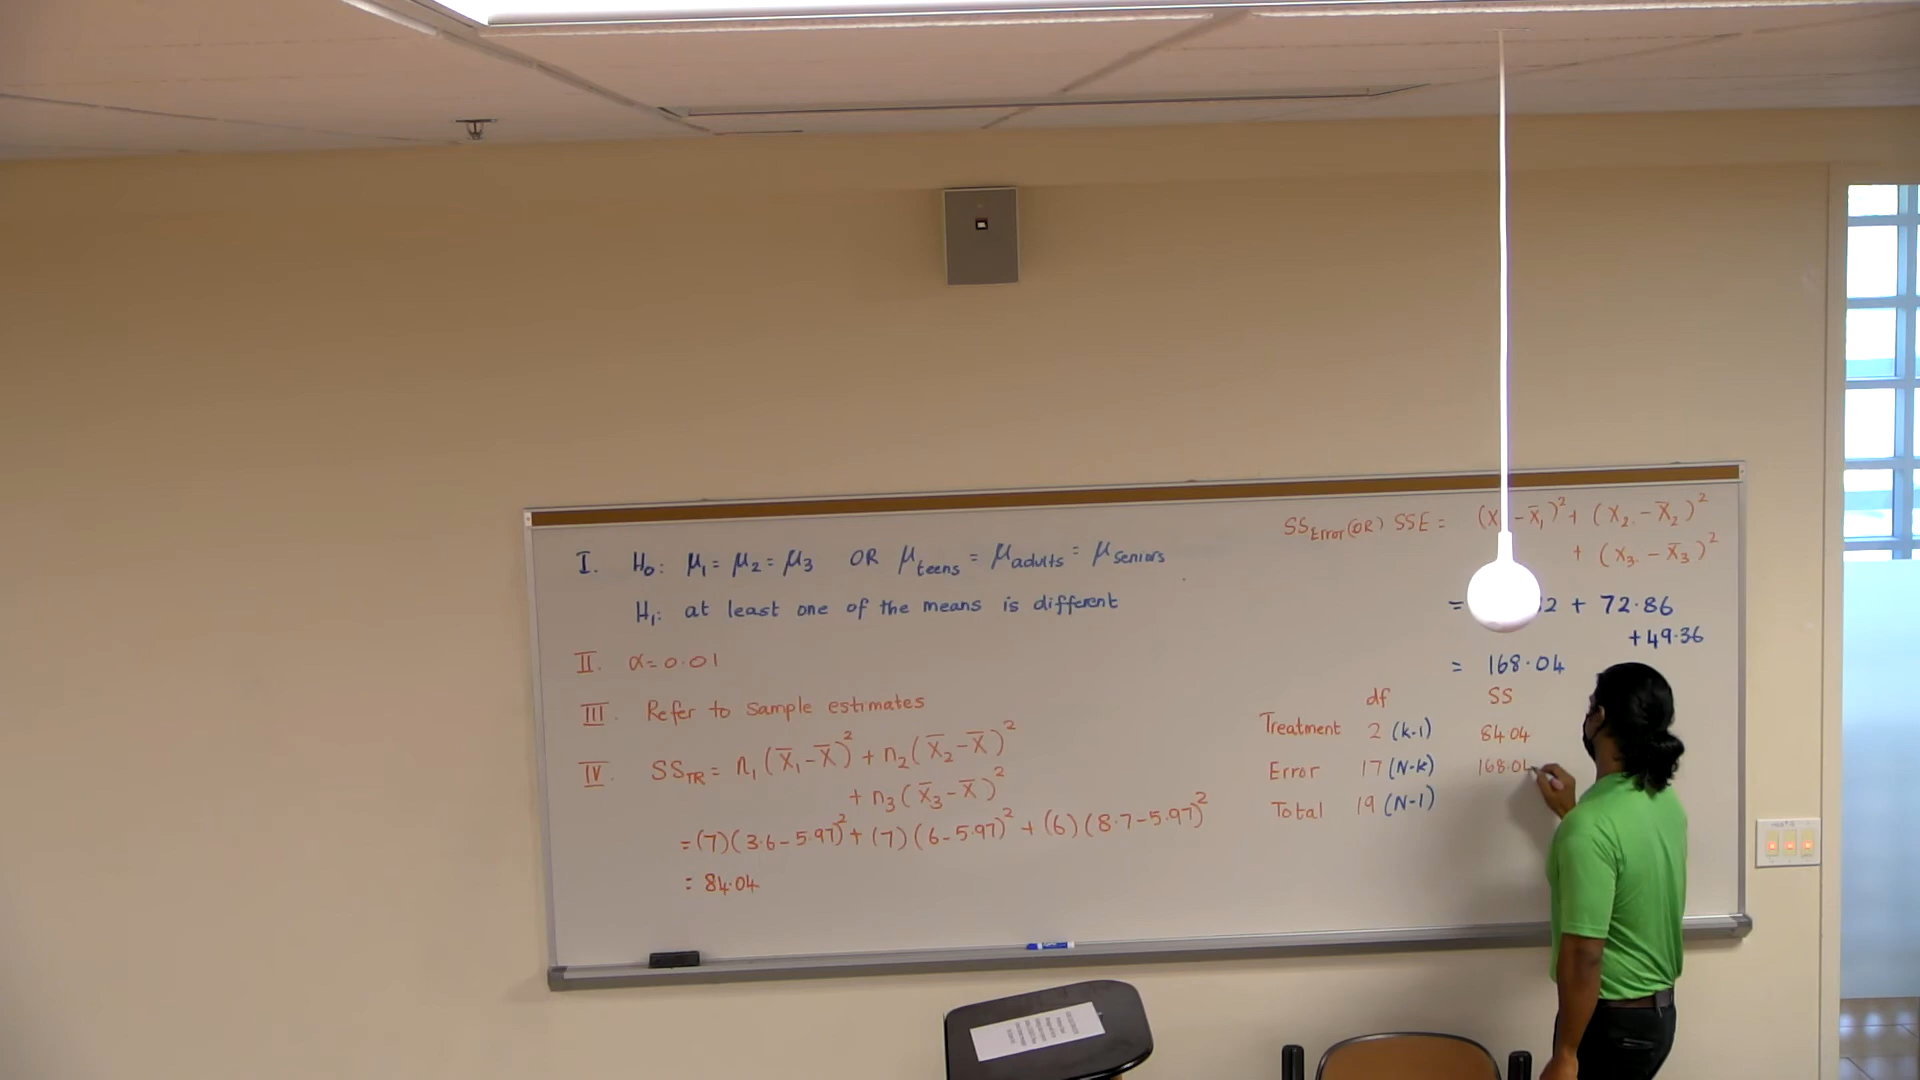 I. H₀: μ₁ = μ₂ = μ₃ OR μteens = μadults = μseniors
H₁: at least one of the means is different
II. α = 0.01
III. Refer to sample estimates
IV. SSTR = n₁(X̄₁ - X̄)² + n₂(X̄₂ - X̄)²
+ n₃(X̄₃ - X̄)²
= (7)(3.6 - 5.97)² + (7)(6 - 5.97)² + (6)(8.7 - 5.97)²
= 84.04
SSError (OR) SSE = (X - X̄₁)² + (X₂. - X̄₂)²
+ (X₃. - X̄₃)²
= 2 + 72.86
+ 49.36
= 168.04
df SS
Treatment 2 (k-1) 84.04
Error 17 (N-k) 168.04
Total 19 (N-1)